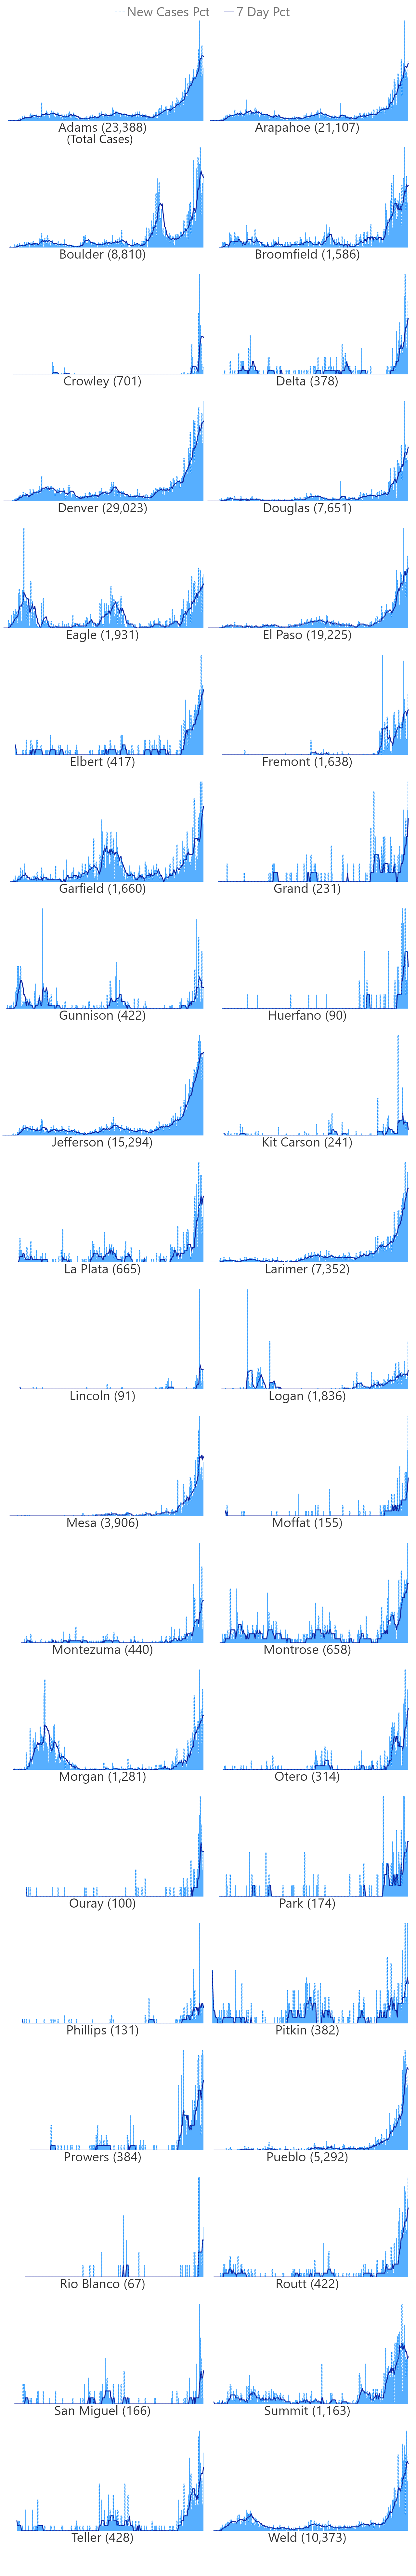 New Cases Pct 7 Day Pct
Adams (23,388) Arapahoe (21,107)
(Total Cases)
Boulder (8,810) Broomfield (1,586)
Crowley (701) Delta (378)
Denver (29,023) Douglas (7,651)
Eagle (1,931) El Paso (19,225)
Elbert (417) Fremont (1,638)
Garfield (1,660) Grand (231)
Gunnison (422) Huerfano (90)
Jefferson (15,294) Kit Carson (241)
La Plata (665) Larimer (7,352)
Lincoln (91) Logan (1,836)
Mesa (3,906) Moffat (155)
Montezuma (440) Montrose (658)
Morgan (1,281) Otero (314)
Ouray (100) Park (174)
Phillips (131) Pitkin (382)
Prowers (384) Pueblo (5,292)
Rio Blanco (67) Routt (422)
San Miguel (166) Summit (1,163)
Teller (428) Weld (10,373)